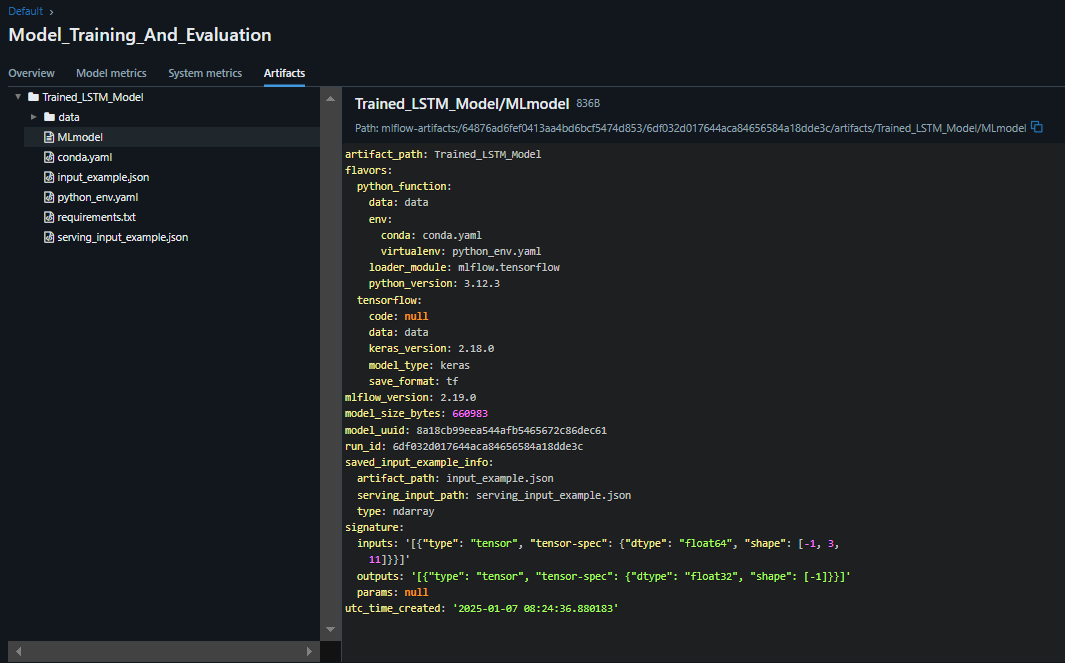 Default ›
Model_Training_And_Evaluation
Overview Model metrics System metrics Artifacts
Trained_LSTM_Model
data
MLmodel
conda.yaml
input_example.json
python_env.yaml
requirements.txt
serving_input_example.json
Trained_LSTM_Model/MLmodel 836B
Path: mlflow-artifacts:/64876ad6fef0413aa4bd6bcf5474d853/6df032d017644aca84656584a18dde3c/artifacts/Trained_LSTM_Model/MLmodel
artifact_path: Trained_LSTM_Model
flavors:
  python_function:
    data: data
    env:
      conda: conda.yaml
      virtualenv: python_env.yaml
    loader_module: mlflow.tensorflow
    python_version: 3.12.3
  tensorflow:
    code: null
    data: data
    keras_version: 2.18.0
    model_type: keras
    save_format: tf
mlflow_version: 2.19.0
model_size_bytes: 660983
model_uuid: 8a18cb99eea544afb5465672c86dec61
run_id: 6df032d017644aca84656584a18dde3c
saved_input_example_info:
  artifact_path: input_example.json
  serving_input_path: serving_input_example.json
  type: ndarray
signature:
  inputs: '[{"type": "tensor", "tensor-spec": {"dtype": "float64", "shape": [-1, 3,
    11]}}]'
  outputs: '[{"type": "tensor", "tensor-spec": {"dtype": "float32", "shape": [-1]}}]'
  params: null
utc_time_created: '2025-01-07 08:24:36.880183'